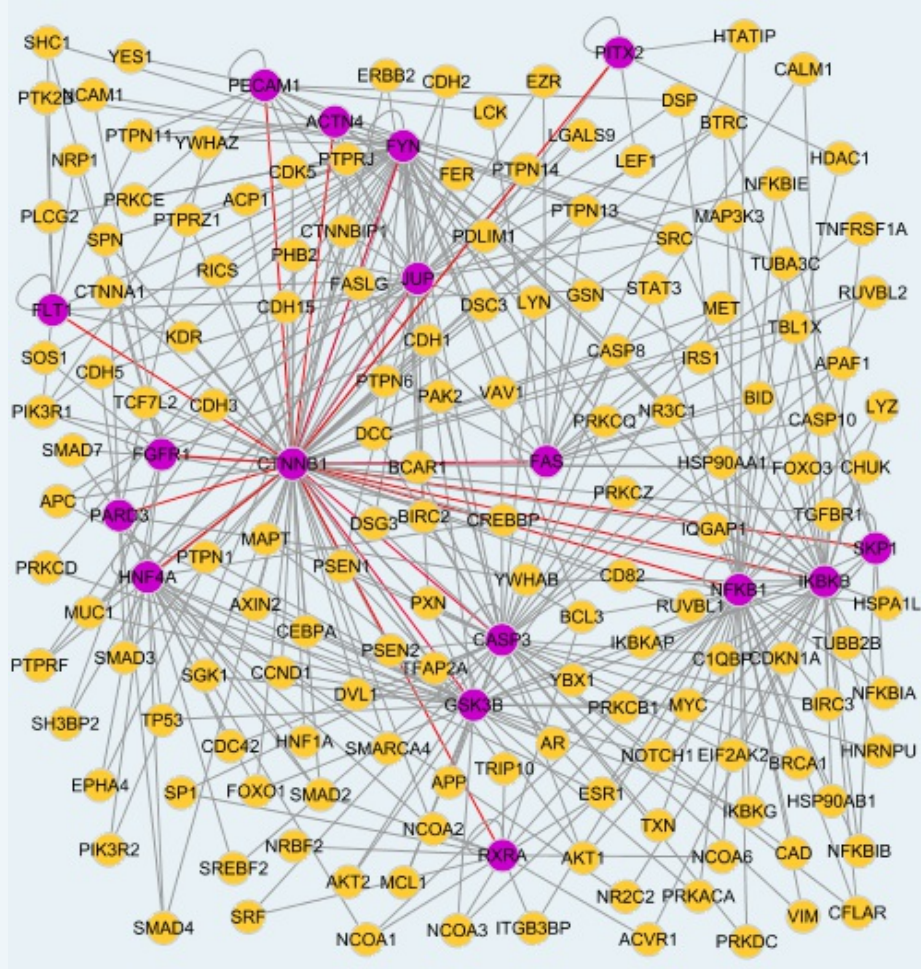 SHC1
YES1
PECAM1
ERBB2
CDH2
EZR
PITX2
HTATIP
CALM1
PTK2B
NCAM1
ACTN4
LCK
DSP
BTRC
PTPN11
YWHAZ
FYN
LGALS9
NRP1
CDK5
PTPRJ
FER
PTPN14
LEF1
HDAC1
NFKBIE
PRKCE
ACP1
PLCG2
PTPRZ1
PTPN13
MAP3K3
TNFRSF1A
SPN
CTNNBIP1
PDLIM1
SRC
RICS
PHB2
TUBA3C
CTNNA1
FASLG
JUP
LYN
GSN
STAT3
RUVBL2
FLT1
CDH15
DSC3
MET
TBL1X
KDR
CDH1
CASP8
SOS1
IRS1
APAF1
CDH5
PTPN6
PAK2
VAV1
BID
PIK3R1
TCF7L2
CDH3
PRKCQ
NR3C1
CASP10
LYZ
DCC
SMAD7
FGFR1
CTNNB1
BCAR1
FAS
HSP90AA1
FOXO3
CHUK
APC
PRKCZ
PARD3
DSG3
BIRC2
CREBBP
IQGAP1
TGFBR1
MAPT
SKP1
PRKCD
PTPN1
PSEN1
HNF4A
YWHAB
CD82
NFKB1
IKBKB
MUC1
AXIN2
PXN
BCL3
RUVBL1
HSPA1L
CEBPA
CASP3
IKBKAP
TUBB2B
PTPRF
SMAD3
PSEN2
TFAP2A
C1QBP
CDKN1A
SGK1
CCND1
YBX1
NFKBIA
DVL1
GSK3B
PRKCB1
MYC
BIRC3
SH3BP2
TP53
CDC42
HNF1A
SMARCA4
AR
NOTCH1
EIF2AK2
HNRNPU
BRCA1
EPHA4
SP1
FOXO1
SMAD2
APP
TRIP10
ESR1
HSP90AB1
IKBKG
NCOA2
TXN
PIK3R2
NRBF2
RXRA
AKT1
NCOA6
CAD
NFKBIB
SREBF2
AKT2
MCL1
NR2C2
PRKACA
SRF
VIM
CFLAR
SMAD4
NCOA1
NCOA3
ITGB3BP
ACVR1
PRKDC